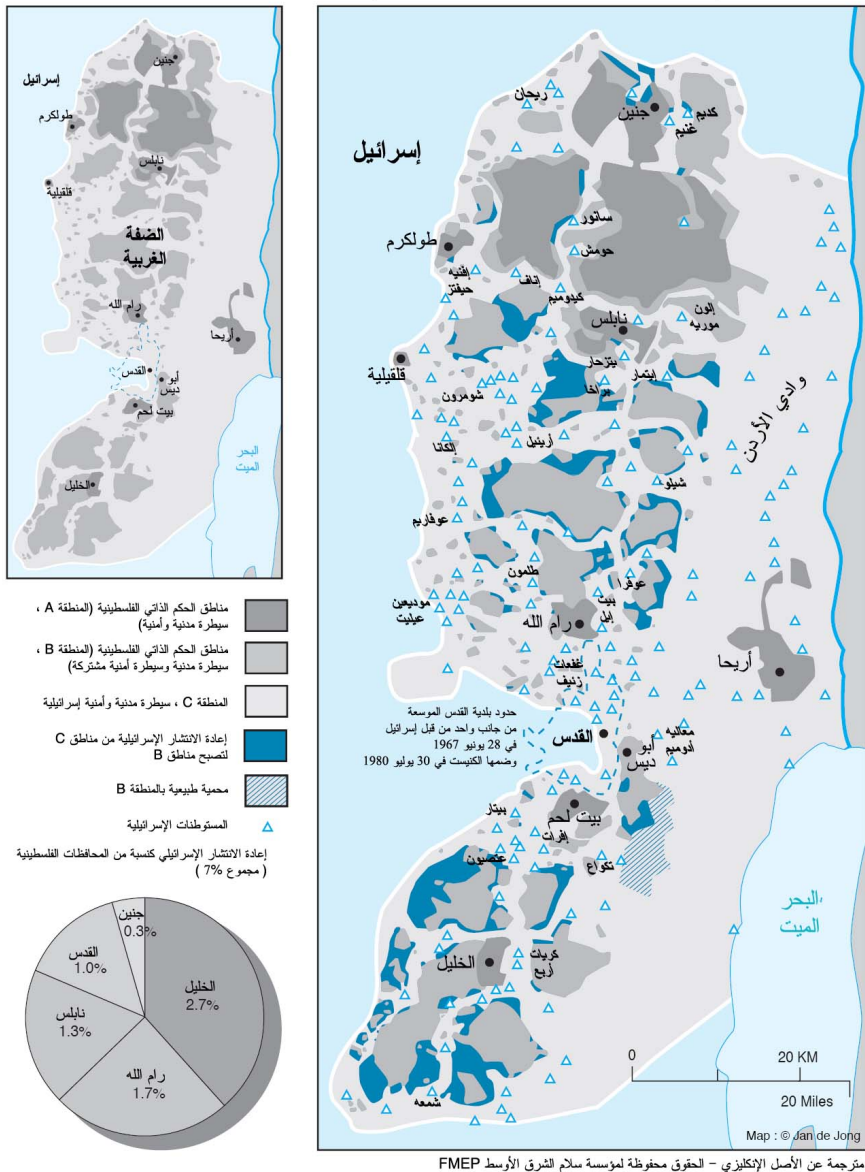 إسرائيل
جنين
طولكرم
نابلس
قلقيلية
الضفة
الغربية
رام الله
أريحا
القدس
أبو
ديس
بيت لحم
البحر
الميت
الخليل
مناطق الحكم الذاتي الفلسطينية (المنطقة A ،
سيطرة مدنية وأمنية)
مناطق الحكم الذاتي الفلسطينية (المنطقة B ،
سيطرة مدنية وسيطرة أمنية مشتركة)
المنطقة C ، سيطرة مدنية وأمنية إسرائيلية
إعادة الانتشار الإسرائيلية من مناطق C
لتصبح مناطق B
محمية طبيعية بالمنطقة B
المستوطنات الإسرائيلية
إعادة الانتشار الإسرائيلي كنسبة من المحافظات الفلسطينية
( مجموع 7% )
جنين
0.3%
القدس
1.0%
الخليل
2.7%
نابلس
1.3%
رام الله
1.7%
ريحان
جنين
كديم
غنيم
إسرائيل
سانور
طولكرم
حومش
إفنيه
حيفتز
إناف
كيدوميم
نابلس
إلون
موريه
يتزحار
قلقيلية
إيتمار
براخا
شومرون
وادي الأردن
أريئيل
إلكانا
شيلو
عوفاريم
طلمون
عوفرا
موديعين
عيليت
بيت
إيل
رام الله
أريحا
غفعات
زئيف
حدود بلدية القدس الموسعة
من جانب واحد من قبل إسرائيل
في 28 يونيو 1967
وضمها الكنيست في 30 يوليو 1980
القدس
معاليه
أدوميم
أبو
ديس
بيتار
بيت لحم
إفرات
عتصيون
تكواع
البحر
الميت
كريات
أربع
الخليل
شمعه
0
20 KM
20 Miles
Map : © Jan de Jong
مترجمة عن الأصل الإنكليزي - الحقوق محفوظة لمؤسسة سلام الشرق الأوسط FMEP